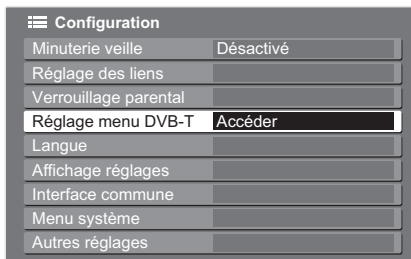 Configuration
Minuterie veille Désactivé
Réglage des liens
Verrouillage parental
Réglage menu DVB-T Accéder
Langue
Affichage réglages
Interface commune
Menu système
Autres réglages